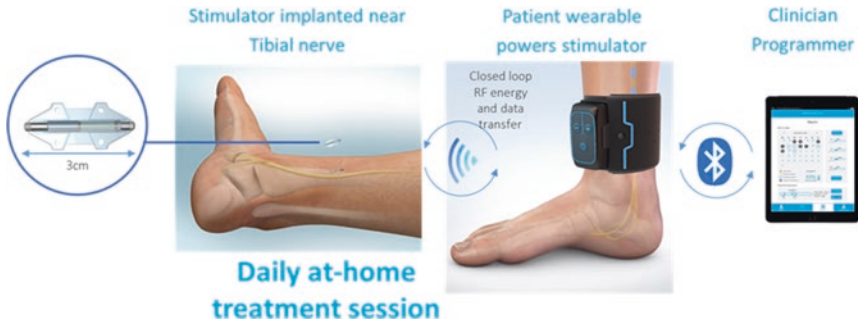 Stimulator implanted near
Tibial nerve
Patient wearable
powers stimulator
Clinician
Programmer
Closed loop
RF energy
and data
transfer
3cm
Daily at-home
treatment session